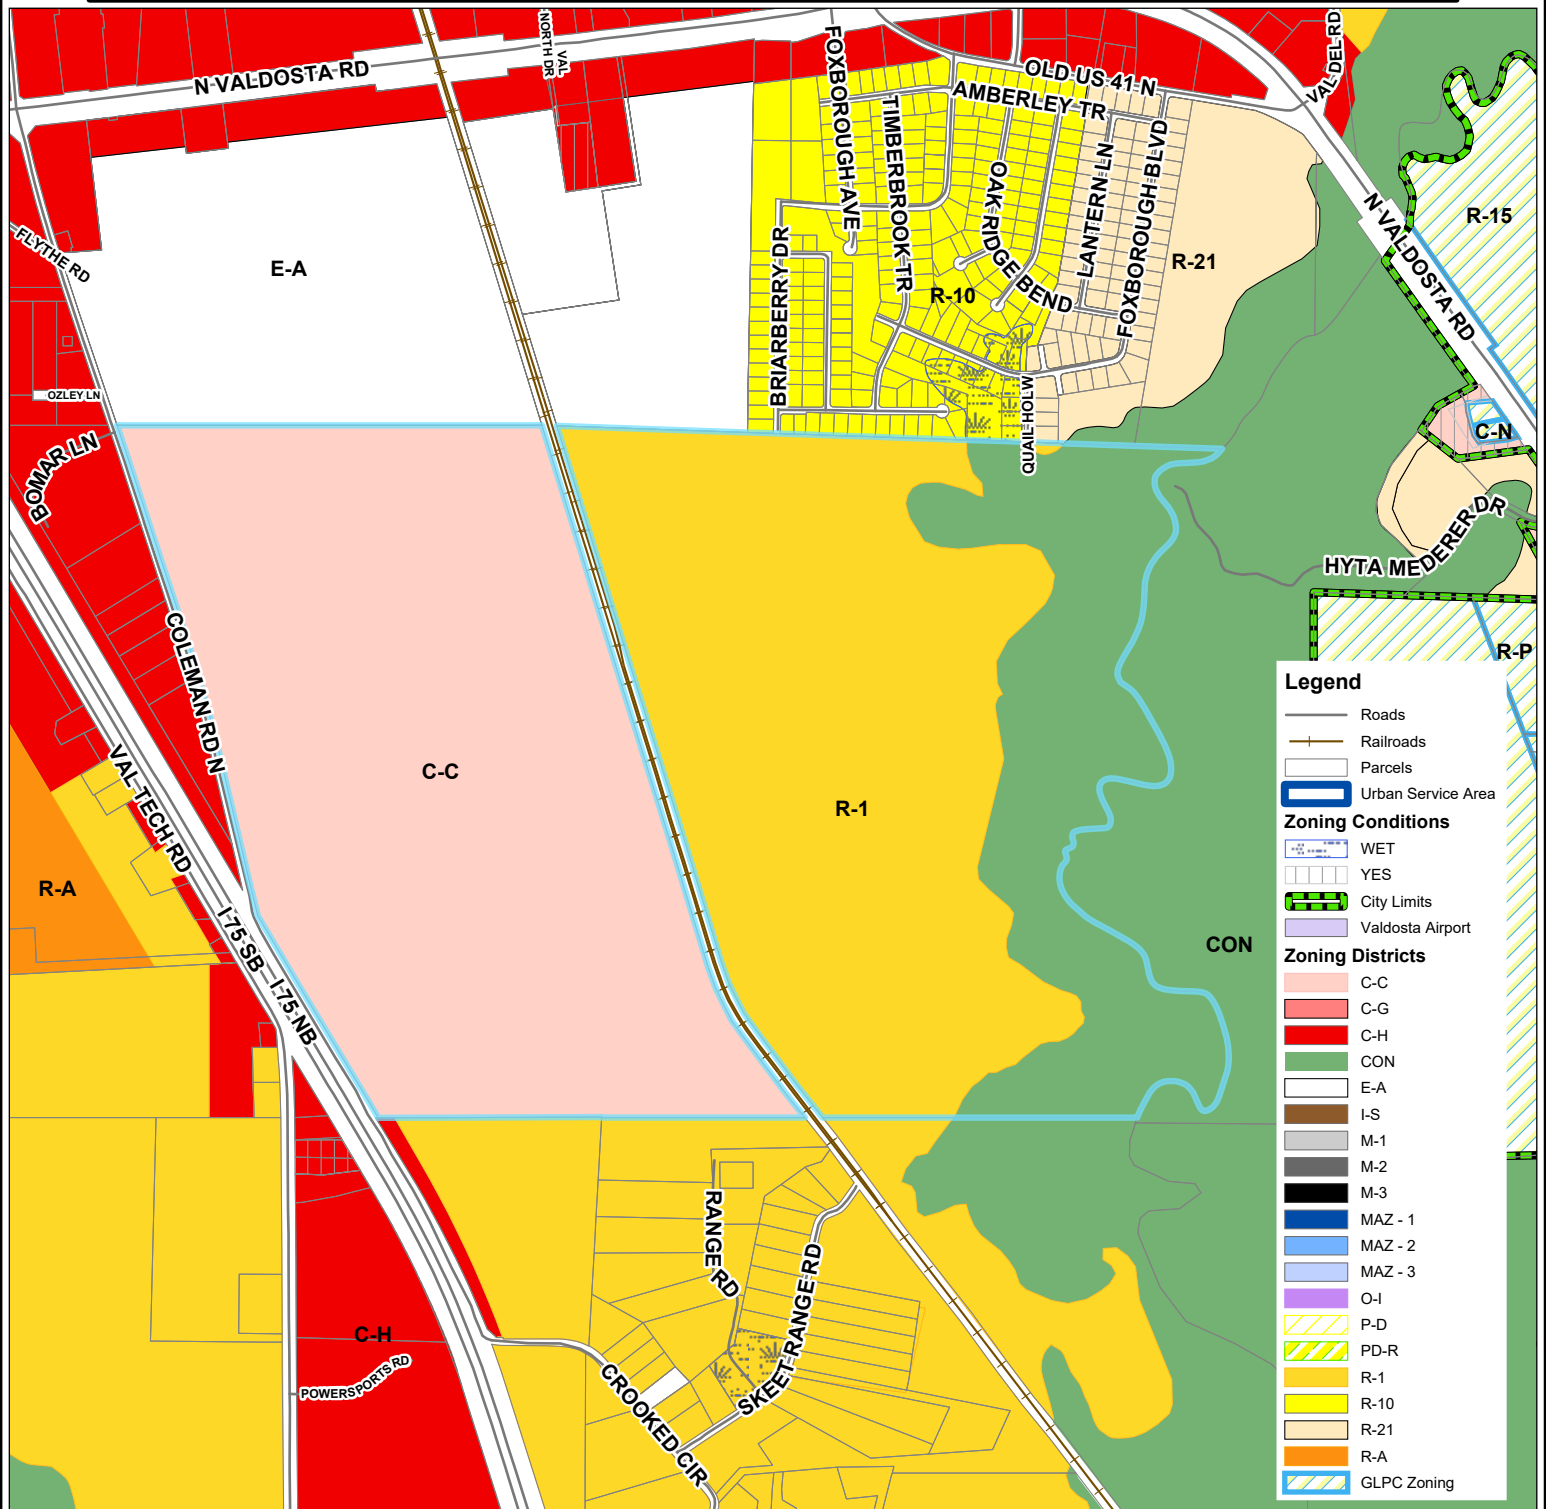 N VALDOSTA RD
VAL
NORTH DR
FOXBOROUGH AVE
OLD US 41 N
AMBERLEY TR
VAL DEL RD
TIMBERBROOK TR
OAK RIDGE BEND
LANTERN LN
FOXBOROUGH BLVD
N VALDOSTA RD
R-15
FLYTHE RD
E-A
R-21
R-10
BRIARBERRY DR
OZLEY LN
BOMAR LN
QUAIL HOLW
C-N
HYTA MEDERER DR
COLEMAN RD N
R-P
VAL TECH RD
C-C
R-1
R-A
I 75 SB
I 75 NB
CON
RANGE RD
SKEET RANGE RD
C-H
POWERSPORTS RD
CROOKED CIR
Legend
Roads
Railroads
Parcels
Urban Service Area
Zoning Conditions
WET
YES
City Limits
Valdosta Airport
Zoning Districts
C-C
C-G
C-H
CON
E-A
I-S
M-1
M-2
M-3
MAZ - 1
MAZ - 2
MAZ - 3
O-I
P-D
PD-R
R-1
R-10
R-21
R-A
GLPC Zoning